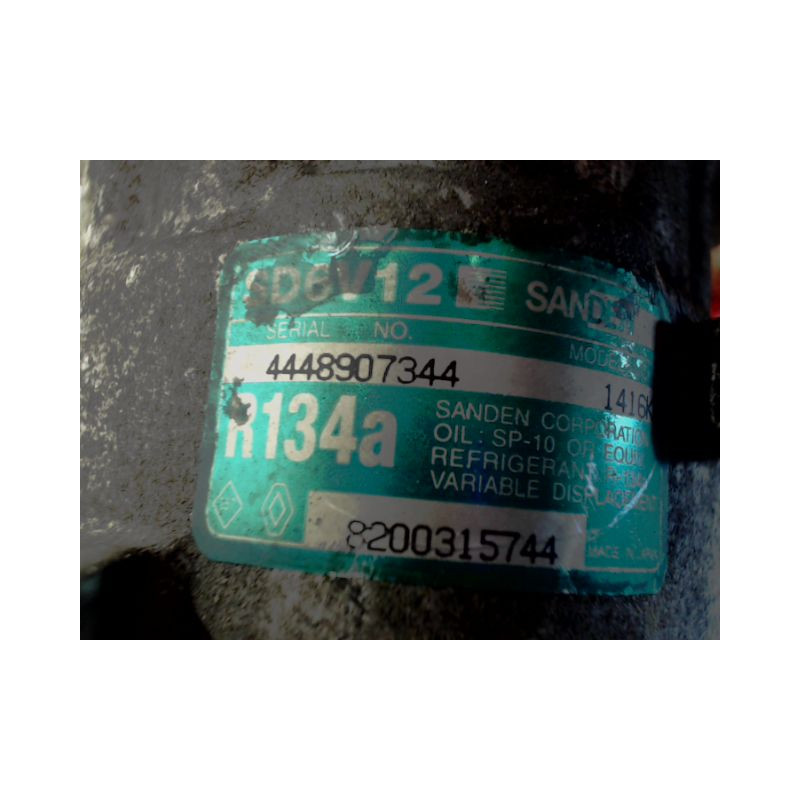 SD6V12 SANDEN
SERIAL NO.
4448907344
1416K
R134a
SANDEN CORPORATION
OIL: SP-10 OR EQUIV
REFRIGERANT R-134a
VARIABLE DISPLACEMENT
8200315744
MADE IN JAPAN